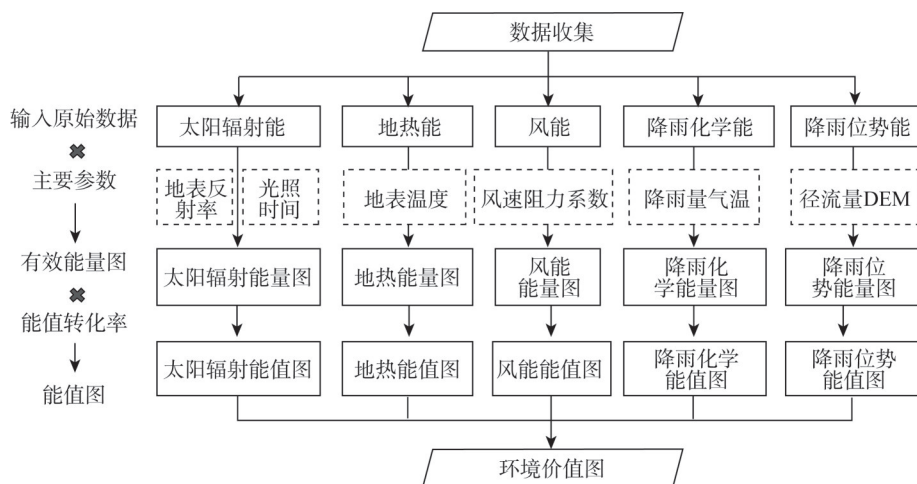 数据收集
输入原始数据
太阳辐射能
地热能
风能
降雨化学能
降雨位势能
主要参数
地表反
射率
光照
时间
地表温度
风速阻力系数
降雨量气温
径流量DEM
有效能量图
太阳辐射能量图
地热能量图
风能
能量图
降雨化
学能量图
降雨位
势能量图
能值转化率
能值图
太阳辐射能值图
地热能值图
风能能值图
降雨化学
能值图
降雨位势
能值图
环境价值图